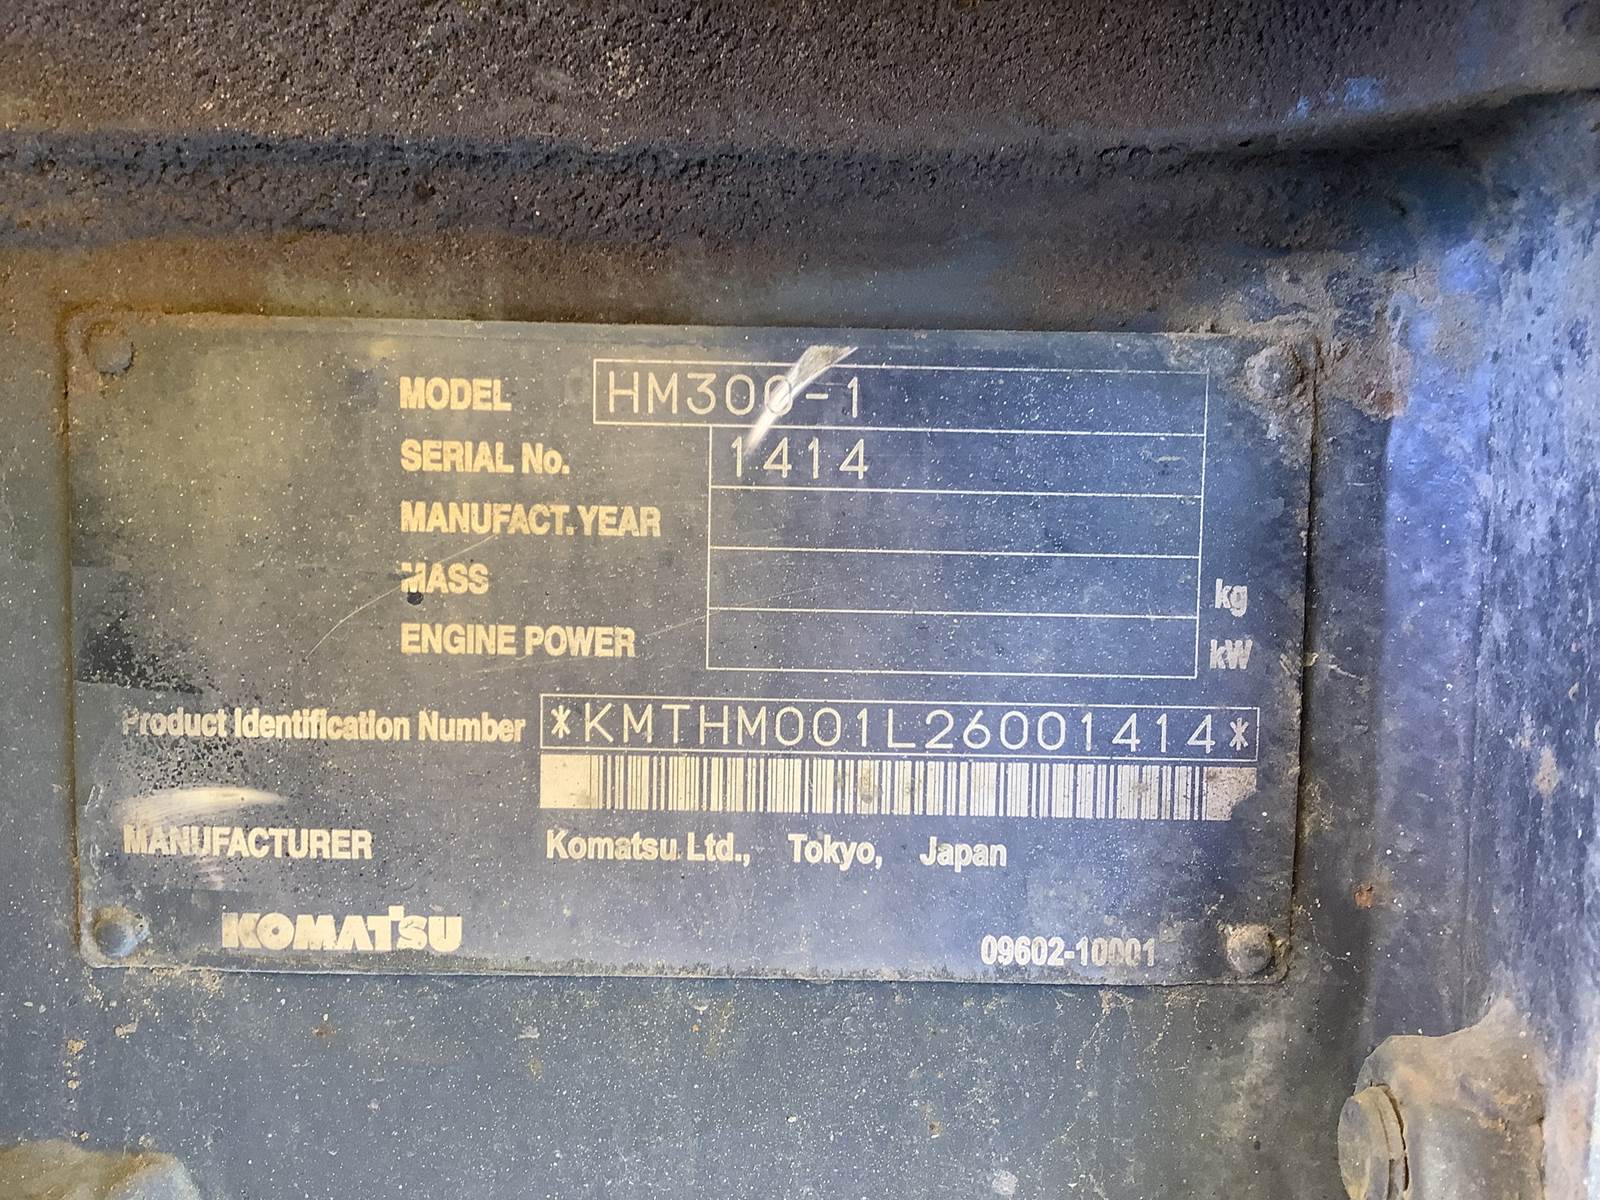 MODEL HM300-1
SERIAL No. 1414
MANUFACT. YEAR
MASS kg
ENGINE POWER kW
Product Identification Number *KMTHM001L26001414*
MANUFACTURER Komatsu Ltd., Tokyo, Japan
KOMATSU 09602-10001